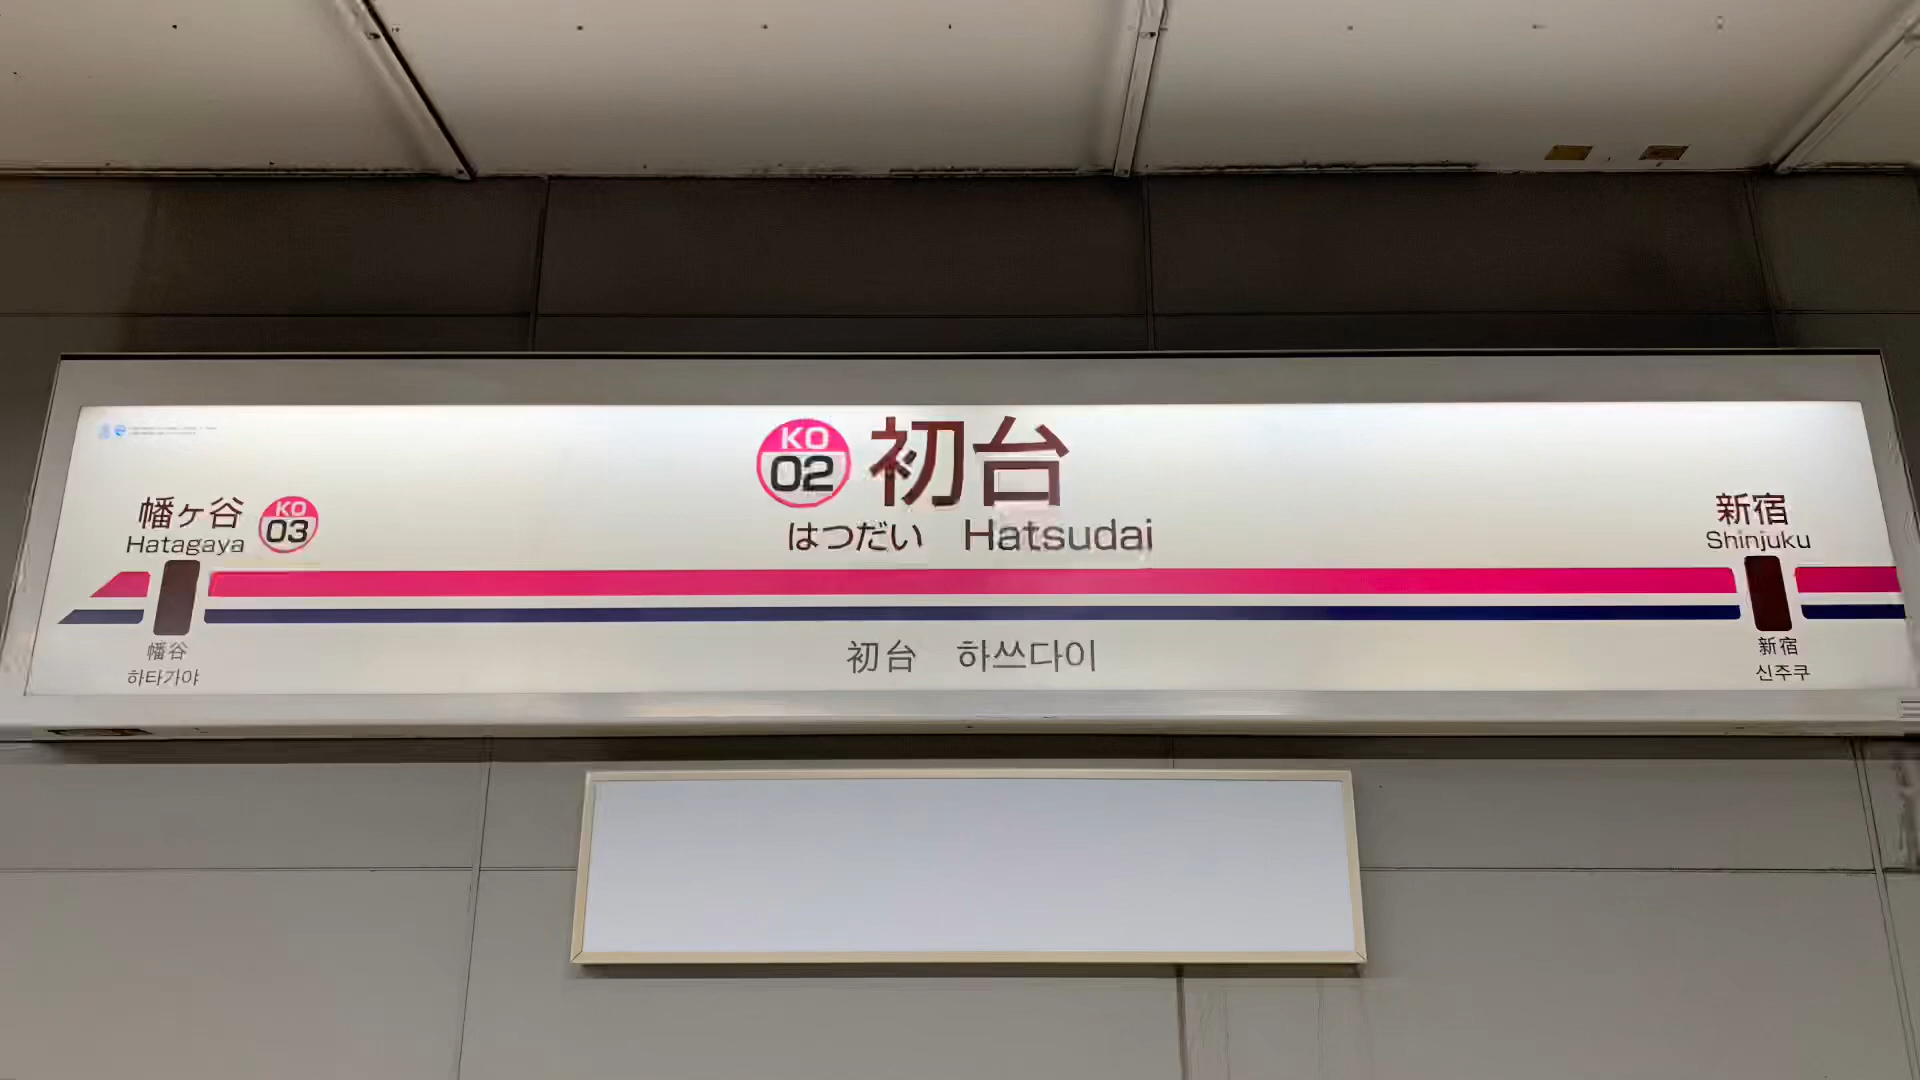 KO
02
初台
はつだい Hatsudai
幡ヶ谷
Hatagaya
KO
03
新宿
Shinjuku
初台 하쓰다이
幡谷
하타가야
新宿
신주쿠